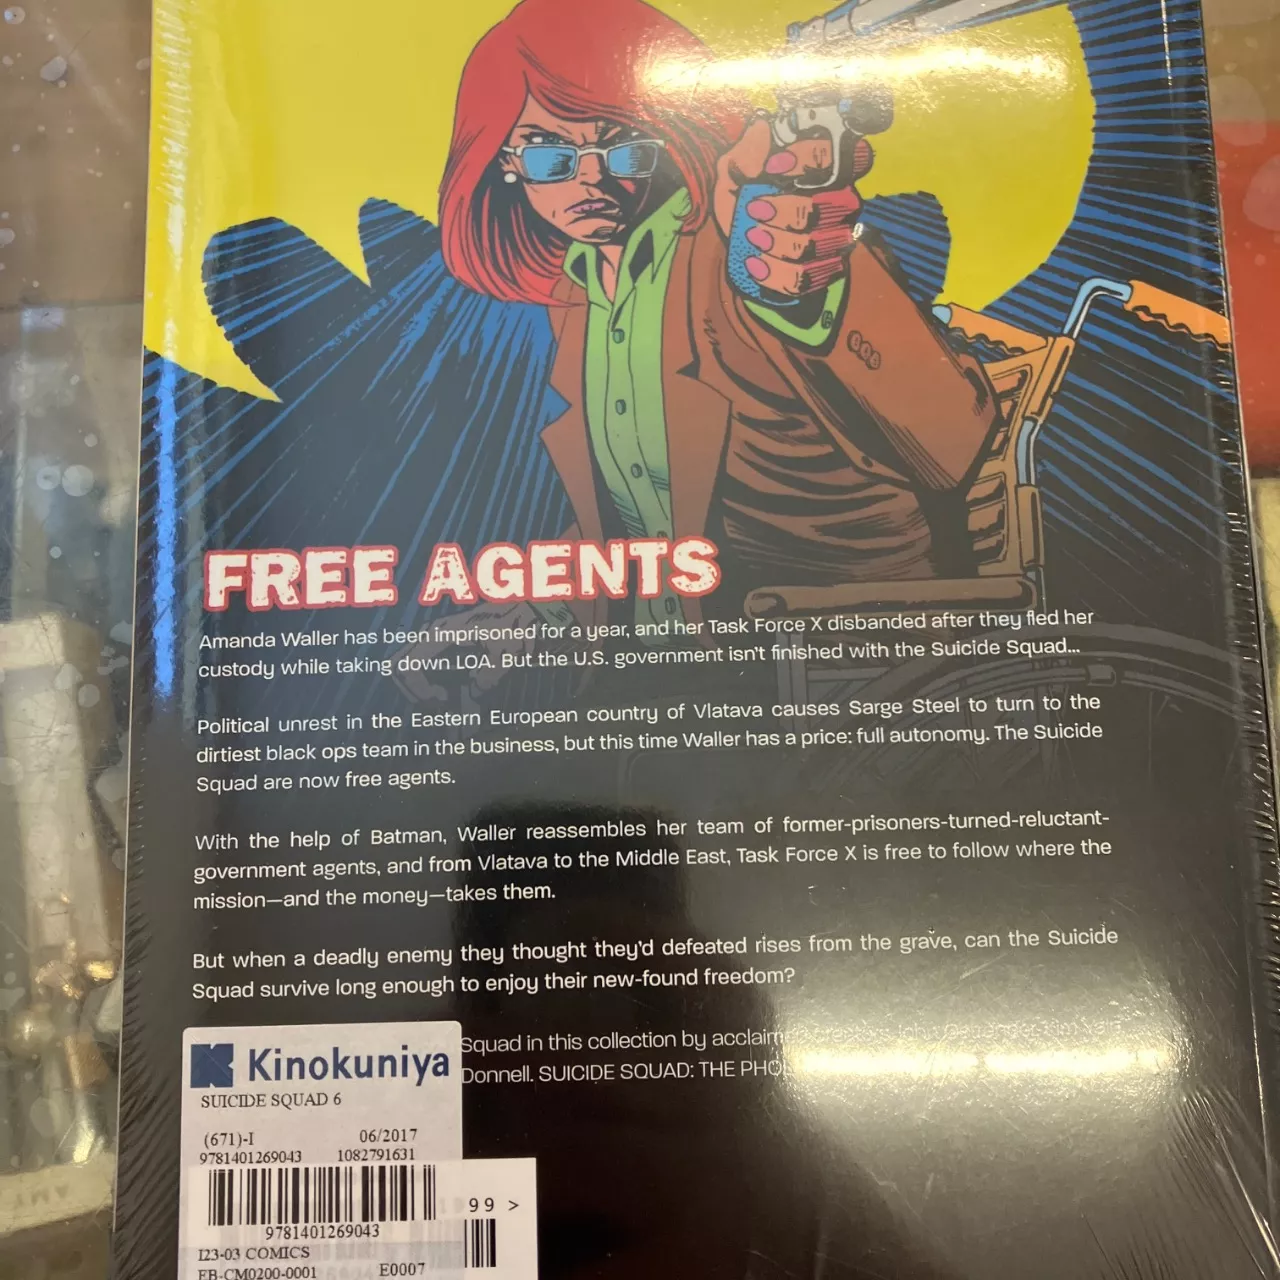 FREE AGENTS
Amanda Waller has been imprisoned for a year, and her Task Force X disbanded after they fled her
custody while taking down LOA. But the U.S. government isn't finished with the Suicide Squad...
Political unrest in the Eastern European country of Vlatava causes Sarge Steel to turn to the
dirtiest black ops team in the business, but this time Waller has a price: full autonomy. The Suicide
Squad are now free agents.
With the help of Batman, Waller reassembles her team of former-prisoners-turned-reluctant-
government agents, and from Vlatava to the Middle East, Task Force X is free to follow where the
mission—and the money—takes them.
But when a deadly enemy they thought they'd defeated rises from the grave, can the Suicide
Squad survive long enough to enjoy their new-found freedom?
Squad in this collection by
Donnell. SUICIDE SQUAD: THE
Kinokuniya
SUICIDE SQUAD 6
(671)-I 06/2017
9781401269043 1082791631
99 >
9781401269043
I23-03 COMICS
FB-CM0200-0001 E0007